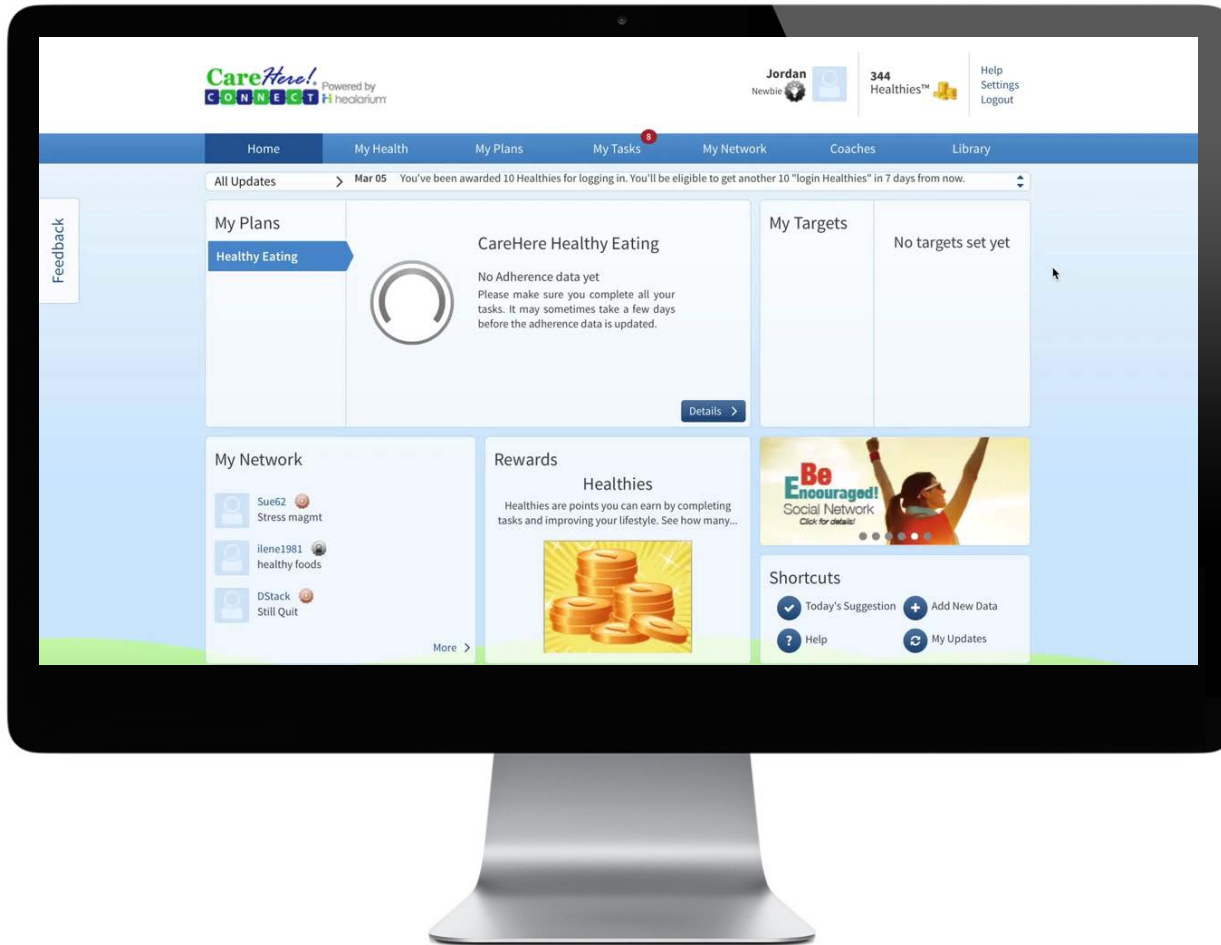 CareHere!
CONNECT
Powered by
healarium
Jordan
Newbie
344
Healthies™
Help
Settings
Logout
Home
My Health
My Plans
My Tasks
8
My Network
Coaches
Library
All Updates
Mar 05 You've been awarded 10 Healthies for logging in. You'll be eligible to get another 10 "login Healthies" in 7 days from now.
Feedback
My Plans
Healthy Eating
CareHere Healthy Eating
No Adherence data yet
Please make sure you complete all your
tasks. It may sometimes take a few days
before the adherence data is updated.
Details
My Targets
No targets set yet
My Network
Sue62
Stress magmt
ilene1981
healthy foods
DStack
Still Quit
More
Rewards
Healthies
Healthies are points you can earn by completing
tasks and improving your lifestyle. See how many...
Be
Encouraged!
Social Network
Click for details!
Shortcuts
Today's Suggestion
Add New Data
Help
My Updates